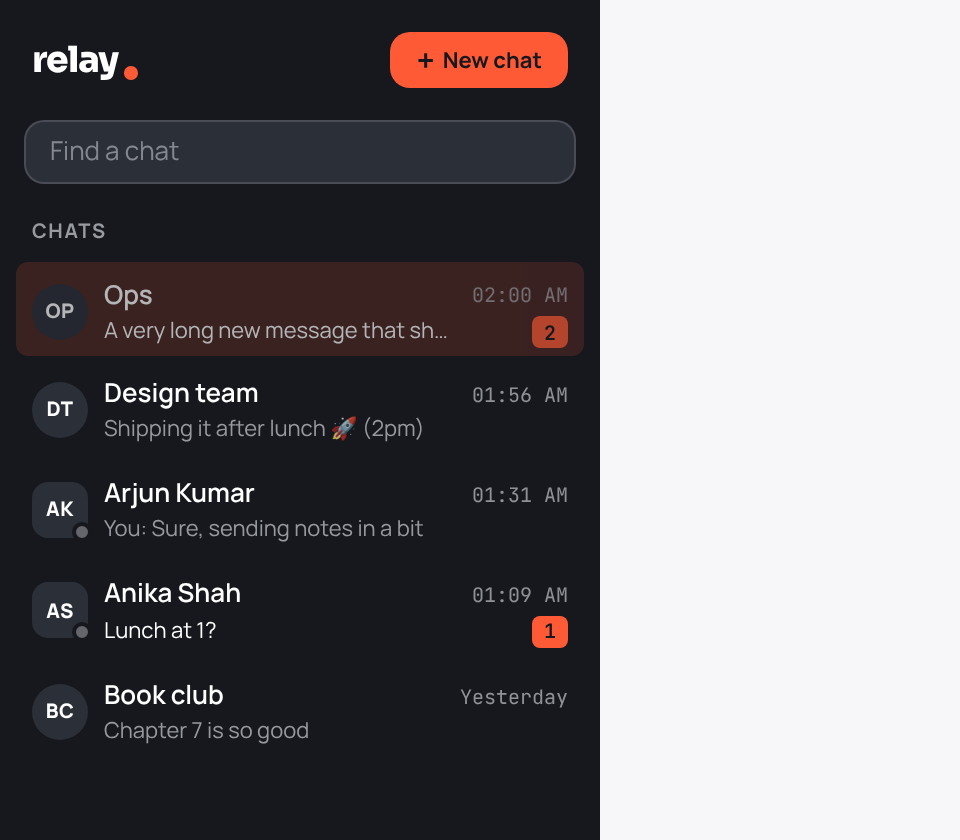 relay.
+ New chat
Find a chat
CHATS
OP
Ops
02:00 AM
A very long new message that sh…
2
DT
Design team
01:56 AM
Shipping it after lunch 🚀 (2pm)
AK
Arjun Kumar
01:31 AM
You: Sure, sending notes in a bit
AS
Anika Shah
01:09 AM
Lunch at 1?
1
BC
Book club
Yesterday
Chapter 7 is so good